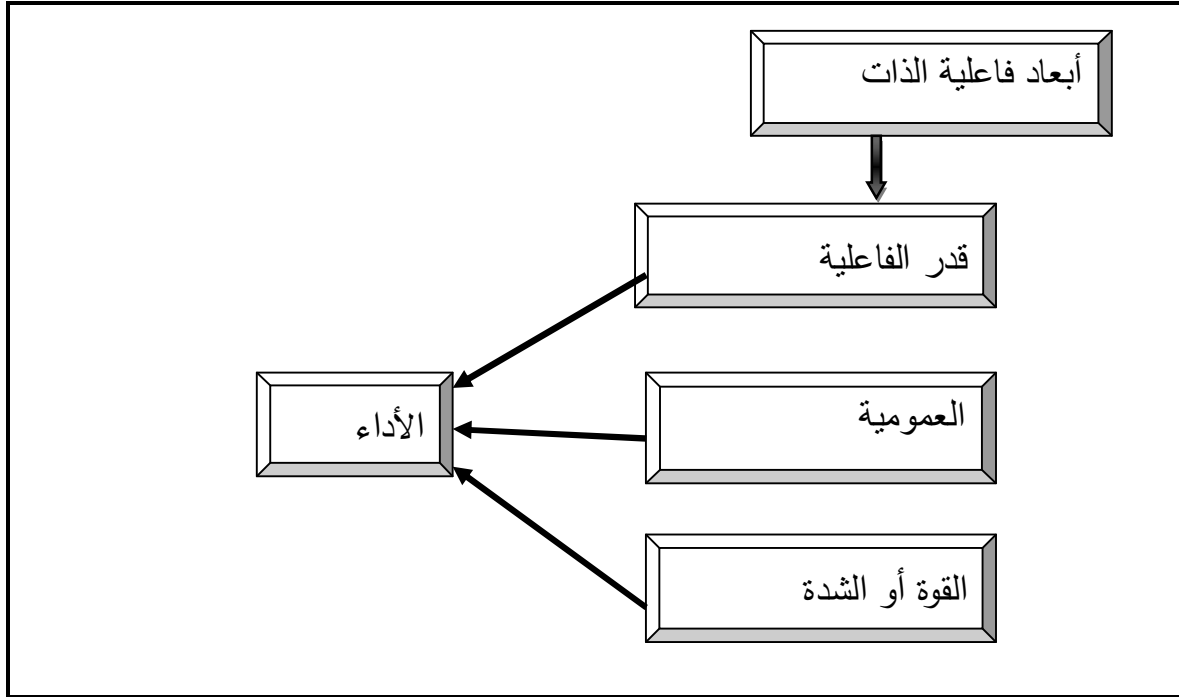 أبعاد فاعلية الذات
قدر الفاعلية
العمومية
الأداء
القوة أو الشدة